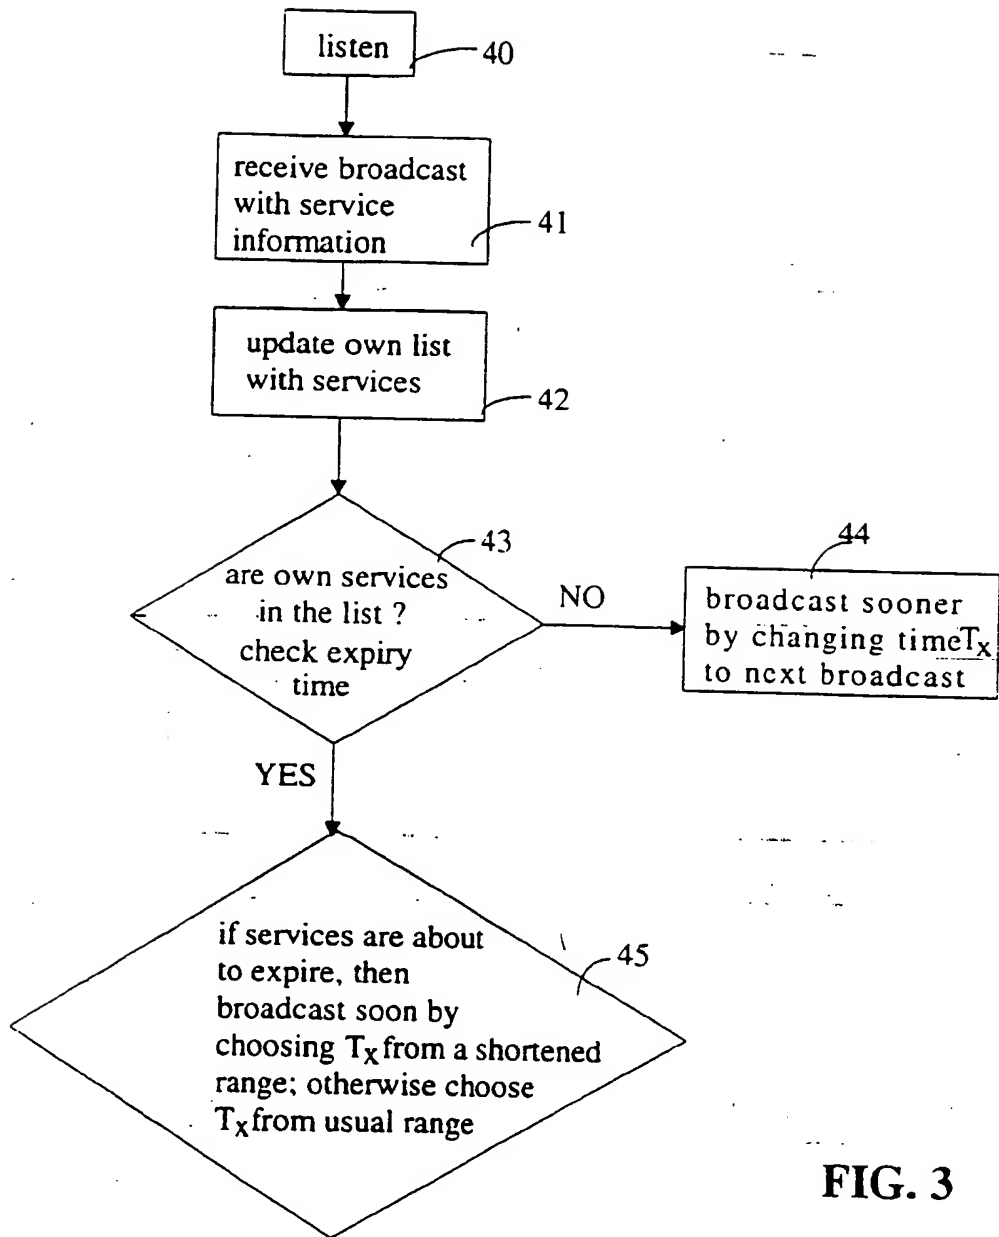 listen
40
receive broadcast
with service
information
41
update own list
with services
42
43
are own services
in the list ?
check expiry
time
NO
44
broadcast sooner
by changing timeTx
to next broadcast
YES
if services are about
to expire, then
broadcast soon by
choosing Tx from a shortened
range; otherwise choose
Tx from usual range
45
FIG. 3